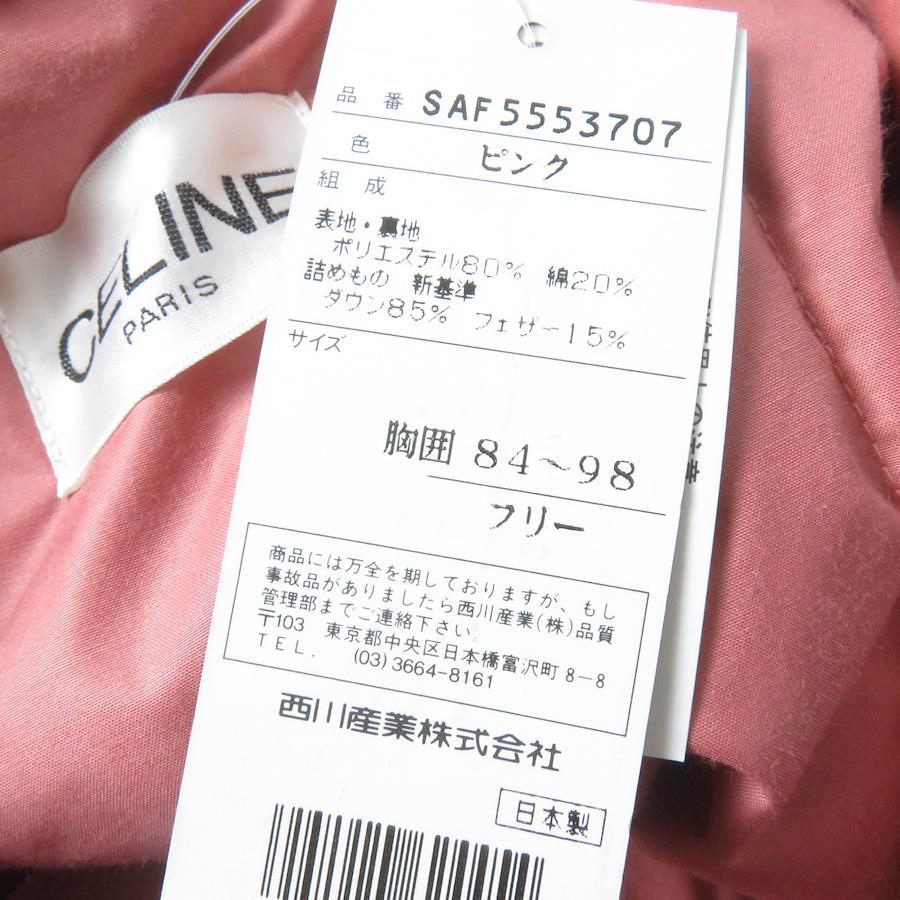 CELINE
PARIS
品番 SAF5553707
色 ピンク
組成
表地・裏地
ポリエステル80% 綿20%
詰めもの 新基準
ダウン85% フェザー15%
サイズ
胸囲 84~98
フリー
商品には万全を期しておりますが、もし
事故品がありましたら西川産業(株)品質
管理部までご連絡下さい。
〒103 東京都中央区日本橋富沢町8-8
TEL. (03)3664-8161
西川産業株式会社
日本製